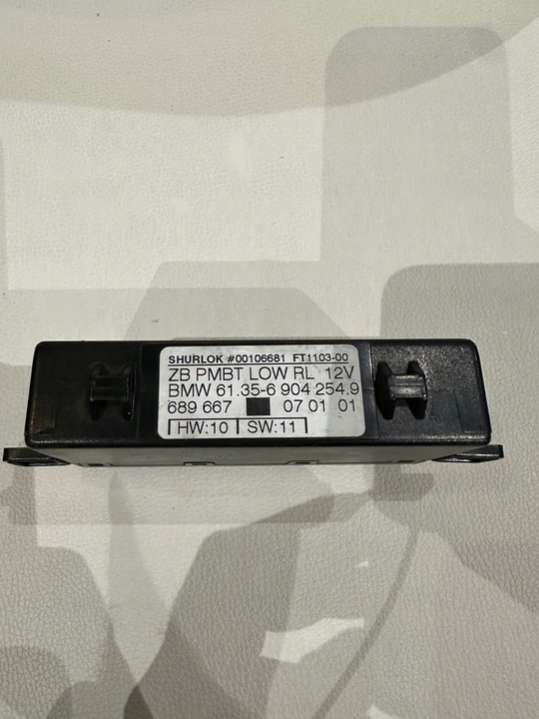 SHURLOK #00106681 FT1103-00
ZB PMBT LOW RL 12V
BMW 61.35-6 904 254.9
689 667 07 01 01
HW:10 SW:11